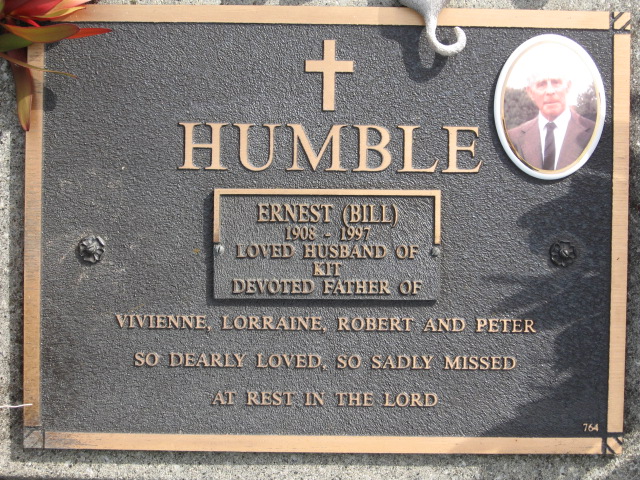 HUMBLE
ERNEST (BILL)
1908 - 1997
LOVED HUSBAND OF
KIT
DEVOTED FATHER OF
VIVIENNE, LORRAINE, ROBERT AND PETER
SO DEARLY LOVED, SO SADLY MISSED
AT REST IN THE LORD
764